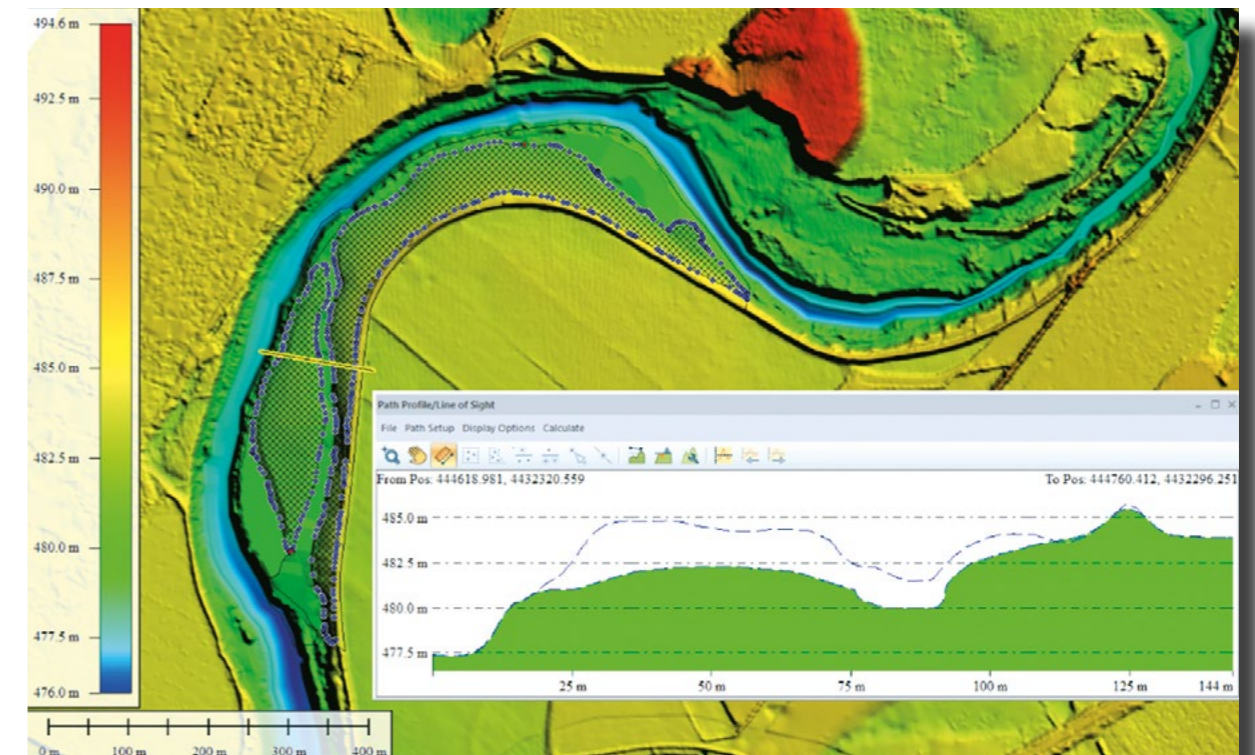 494.6 m
492.5 m
490.0 m
487.5 m
485.0 m
482.5 m
480.0 m
477.5 m
476.0 m
0 m 100 m 200 m 300 m 400 m
Path Profile/Line of Sight
File Path Setup Display Options Calculate
From Pos: 444618.981, 4432320.559 To Pos: 444760.412, 4432296.251
485.0 m
482.5 m
480.0 m
477.5 m
25 m 50 m 75 m 100 m 125 m 144 m